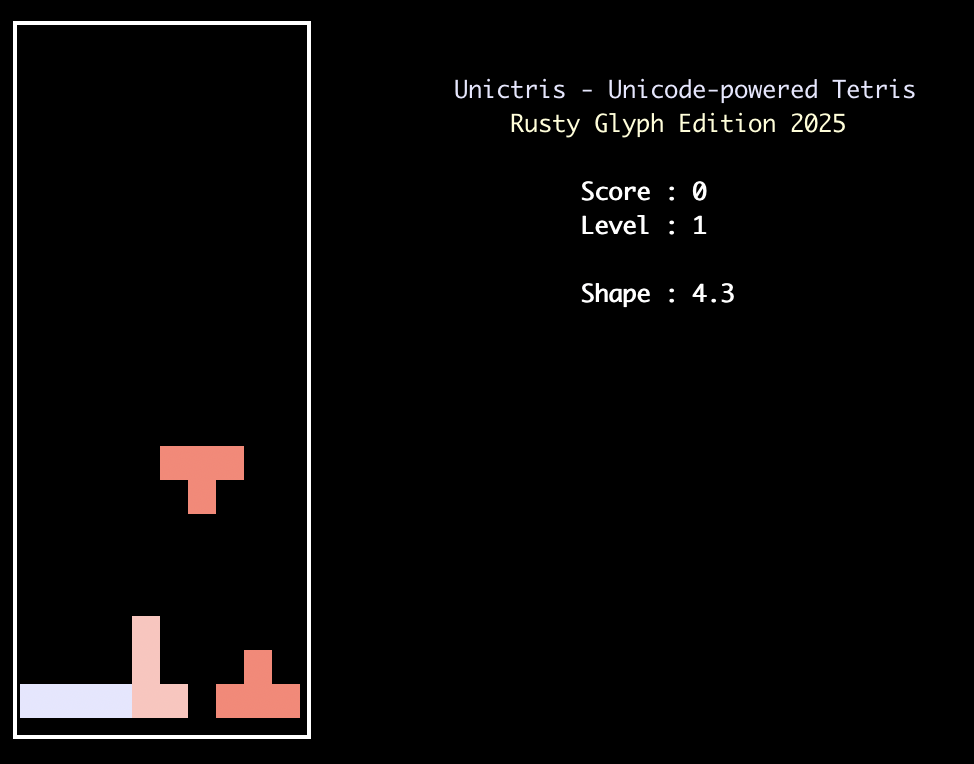 Unictris - Unicode-powered Tetris
Rusty Glyph Edition 2025
Score : 0
Level : 1
Shape : 4.3